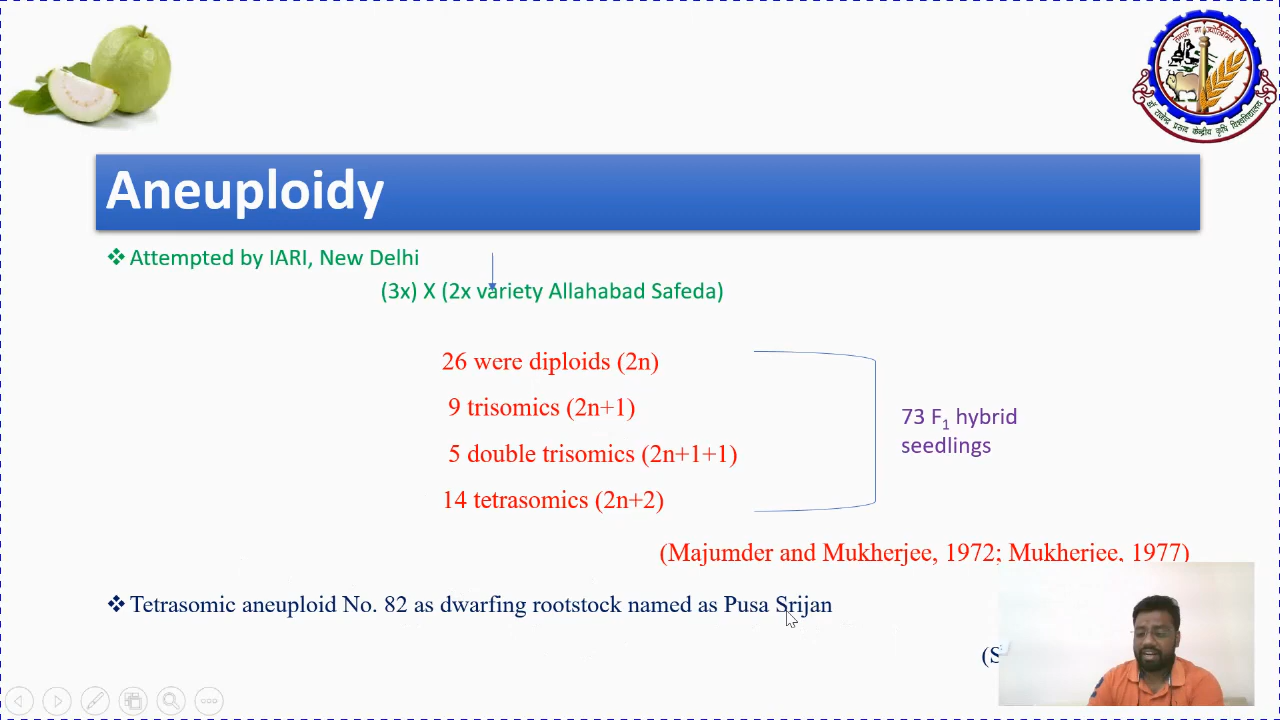 Aneuploidy
❖ Attempted by IARI, New Delhi
(3x) X (2x variety Allahabad Safeda)
26 were diploids (2n)
9 trisomics (2n+1)
5 double trisomics (2n+1+1)
14 tetrasomics (2n+2)
73 F₁ hybrid
seedlings
(Majumder and Mukherjee, 1972; Mukherjee, 1977)
❖ Tetrasomic aneuploid No. 82 as dwarfing rootstock named as Pusa Srijan
(S